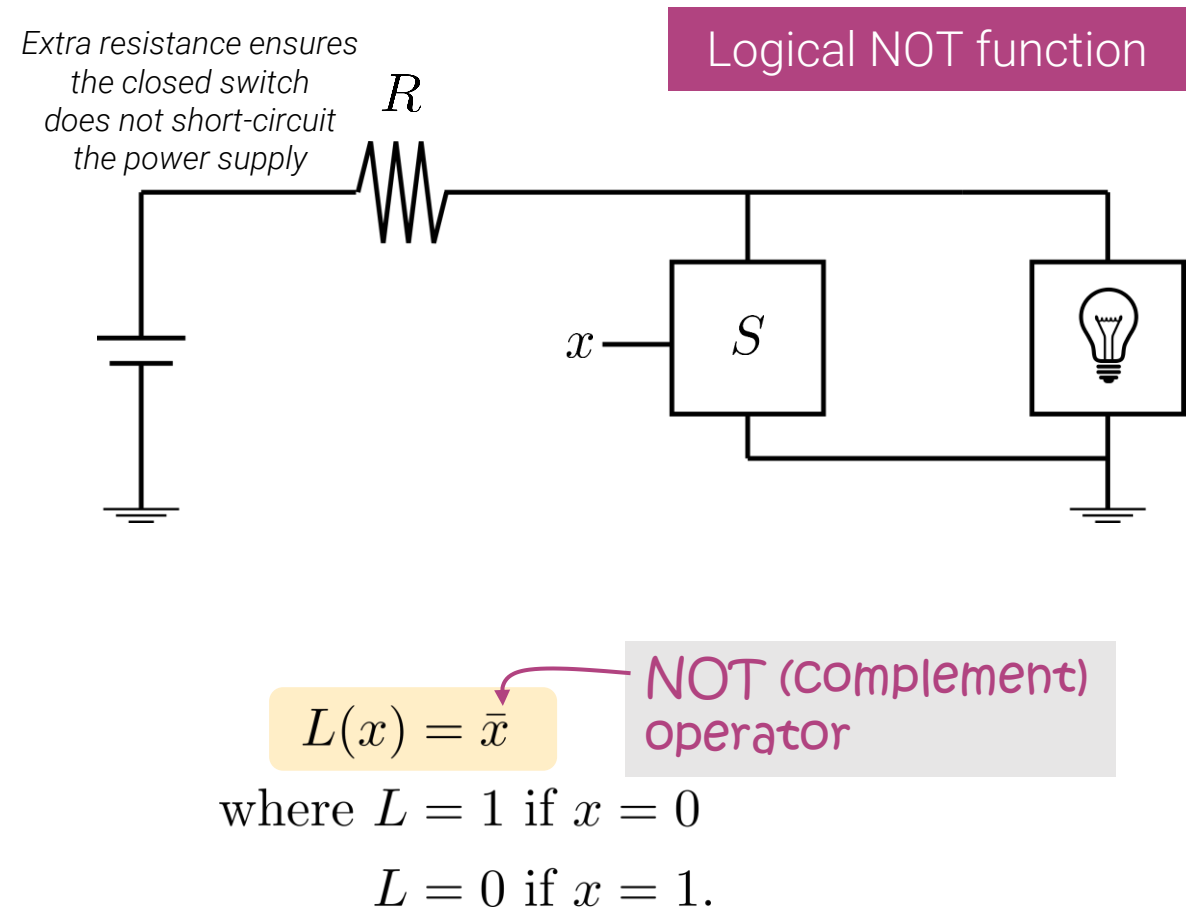 Logical NOT function
Extra resistance ensures
the closed switch
does not short-circuit
the power supply
R
x
S
L(x) = x̄
NOT (complement)
operator
where L = 1 if x = 0
L = 0 if x = 1.